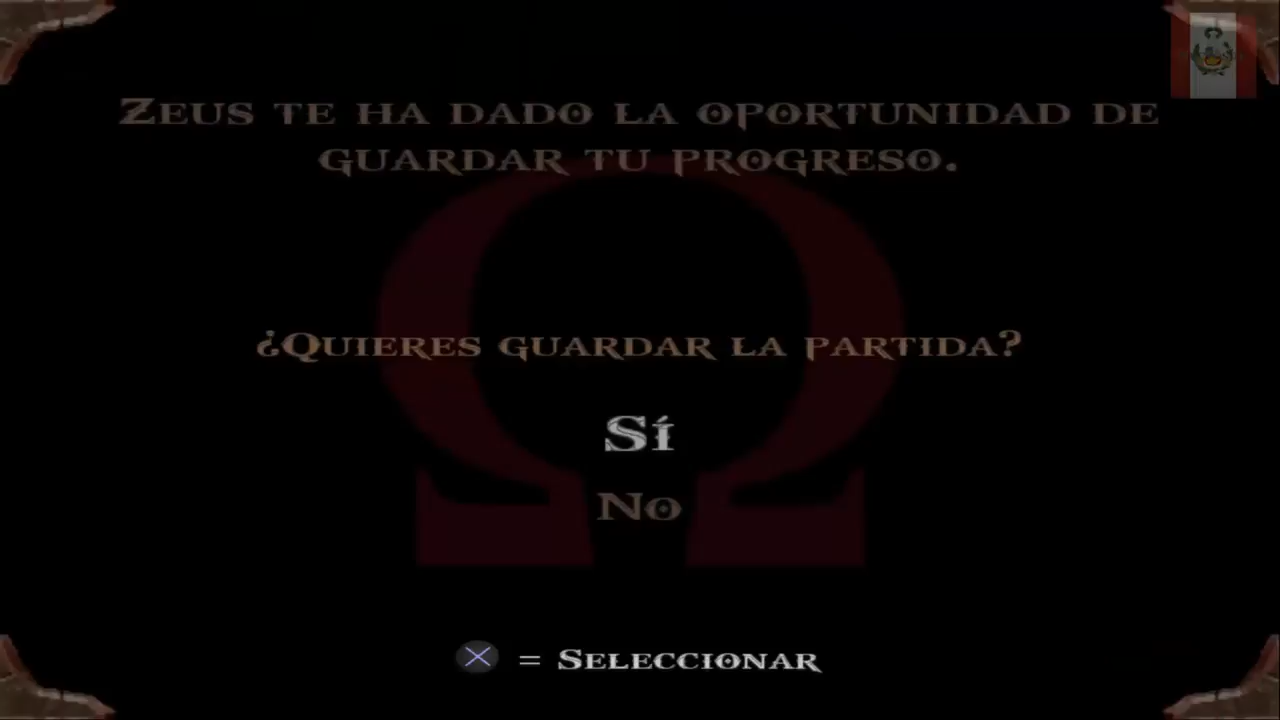 Zeus te ha dado la oportunidad de
guardar tu progreso.
¿Quieres guardar la partida?
Sí
No
= Seleccionar